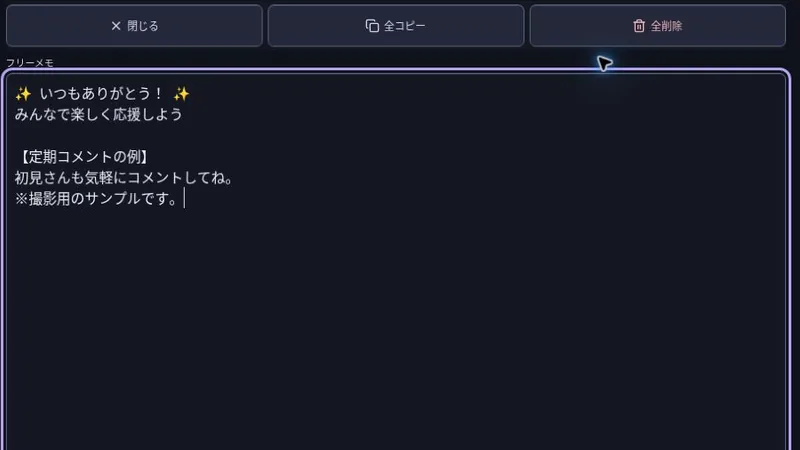 閉じる
全コピー
全削除
フリーメモ
✨ いつもありがとう！ ✨
みんなで楽しく応援しよう
【定期コメントの例】
初見さんも気軽にコメントしてね。
※撮影用のサンプルです。